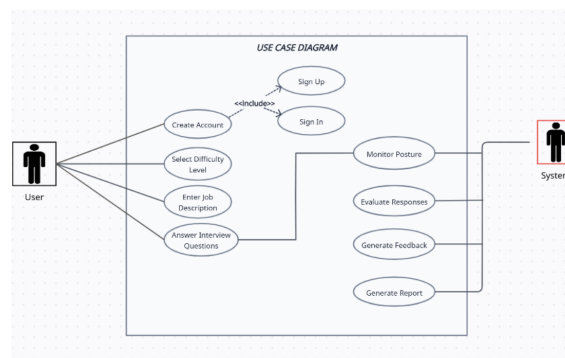 USE CASE DIAGRAM
Sign Up
<<include>>
Create Account
Sign In
Select Difficulty
Level
Monitor Posture
User
Enter Job
Description
Evaluate Responses
Answer Interview
Questions
Generate Feedback
Generate Report
System